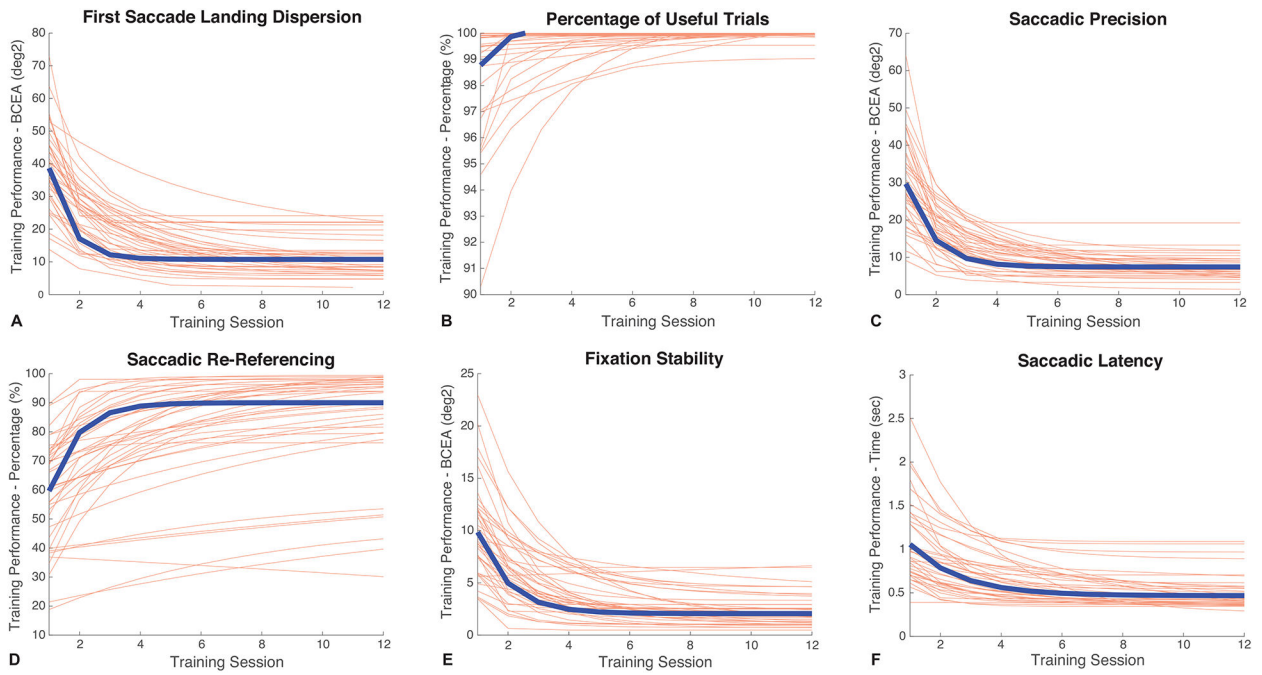 First Saccade Landing Dispersion
Training Performance - BCEA (deg2)
80
70
60
50
40
30
20
10
0
2 4 6 8 10 12
Training Session
A
Percentage of Useful Trials
Training Performance - Percentage (%)
100
99
98
97
96
95
94
93
92
91
90
2 4 6 8 10 12
Training Session
B
Saccadic Precision
Training Performance - BCEA (deg2)
70
60
50
40
30
20
10
0
2 4 6 8 10 12
Training Session
C
Saccadic Re-Referencing
Training Performance - Percentage (%)
100
90
80
70
60
50
40
30
20
10
2 4 6 8 10 12
Training Session
D
Fixation Stability
Training Performance - BCEA (deg2)
25
20
15
10
5
0
2 4 6 8 10 12
Training Session
E
Saccadic Latency
Training Performance - Time (sec)
3
2.5
2
1.5
1
0.5
0
2 4 6 8 10 12
Training Session
F